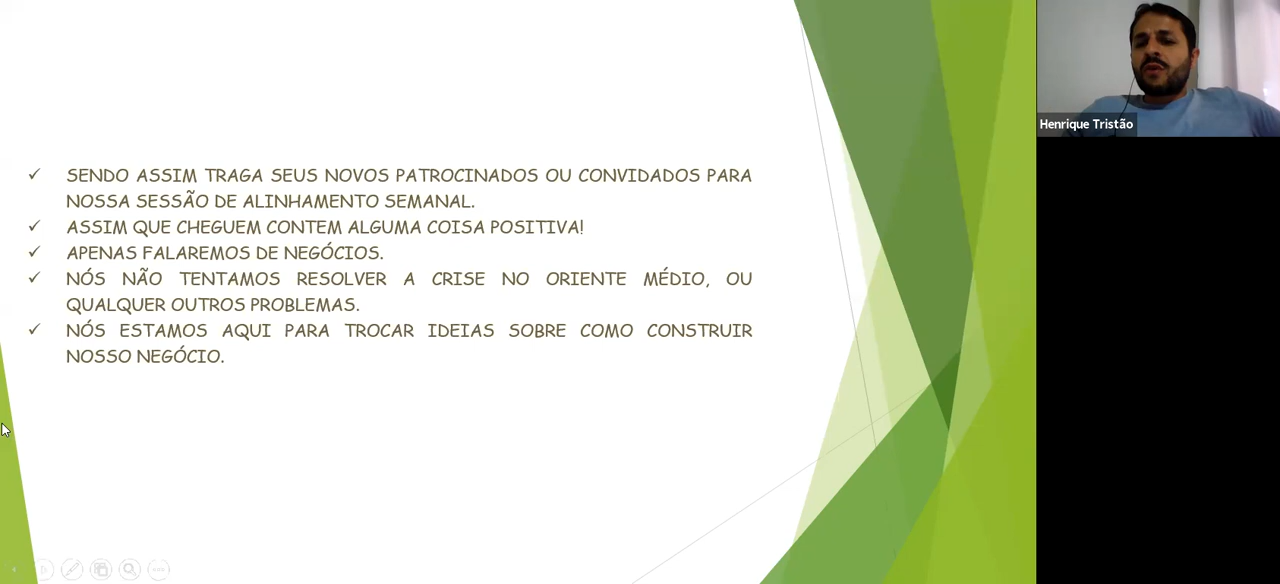 ✓ SENDO ASSIM TRAGA SEUS NOVOS PATROCINADOS OU CONVIDADOS PARA
NOSSA SESSÃO DE ALINHAMENTO SEMANAL.
✓ ASSIM QUE CHEGUEM CONTEM ALGUMA COISA POSITIVA!
✓ APENAS FALAREMOS DE NEGÓCIOS.
✓ NÓS NÃO TENTAMOS RESOLVER A CRISE NO ORIENTE MÉDIO, OU
QUALQUER OUTROS PROBLEMAS.
✓ NÓS ESTAMOS AQUI PARA TROCAR IDEIAS SOBRE COMO CONSTRUIR
NOSSO NEGÓCIO.
Henrique Tristão